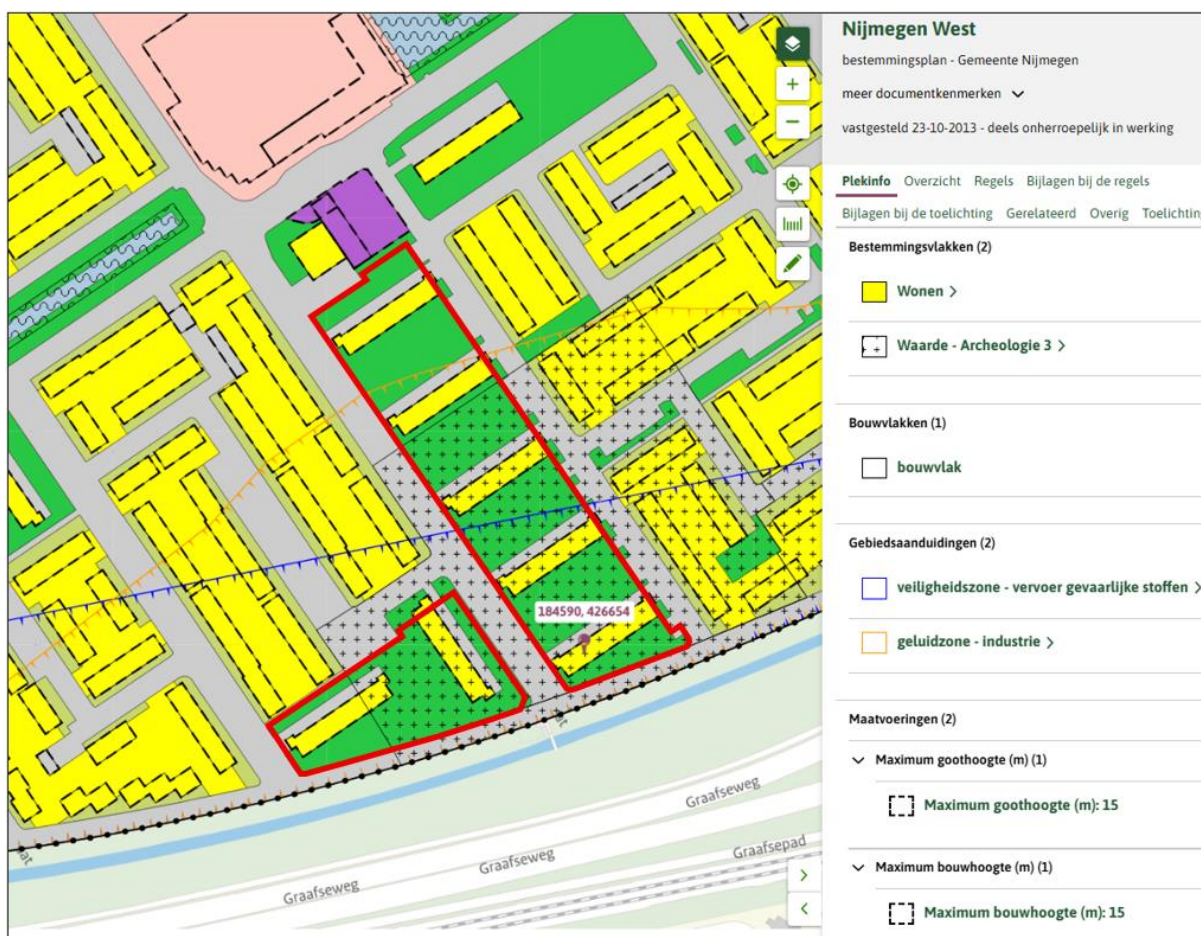 Nijmegen West
bestemmingsplan - Gemeente Nijmegen
meer documentkenmerken
vastgesteld 23-10-2013 - deels onherroepelijk in werking
Plekinfo Overzicht Regels Bijlagen bij de regels
Bijlagen bij de toelichting Gerelateerd Overig Toelichting
Bestemmingsvlakken (2)
Wonen >
Waarde - Archeologie 3 >
Bouwvlakken (1)
bouwvlak
Gebiedsaanduidingen (2)
veiligheidszone - vervoer gevaarlijke stoffen >
geluidzone - industrie >
Maatvoeringen (2)
Maximum goothoogte (m) (1)
Maximum goothoogte (m): 15
Maximum bouwhoogte (m) (1)
Maximum bouwhoogte (m): 15
184590, 426654
Graafseweg
Graafseweg
Graafseweg
Graafsepad